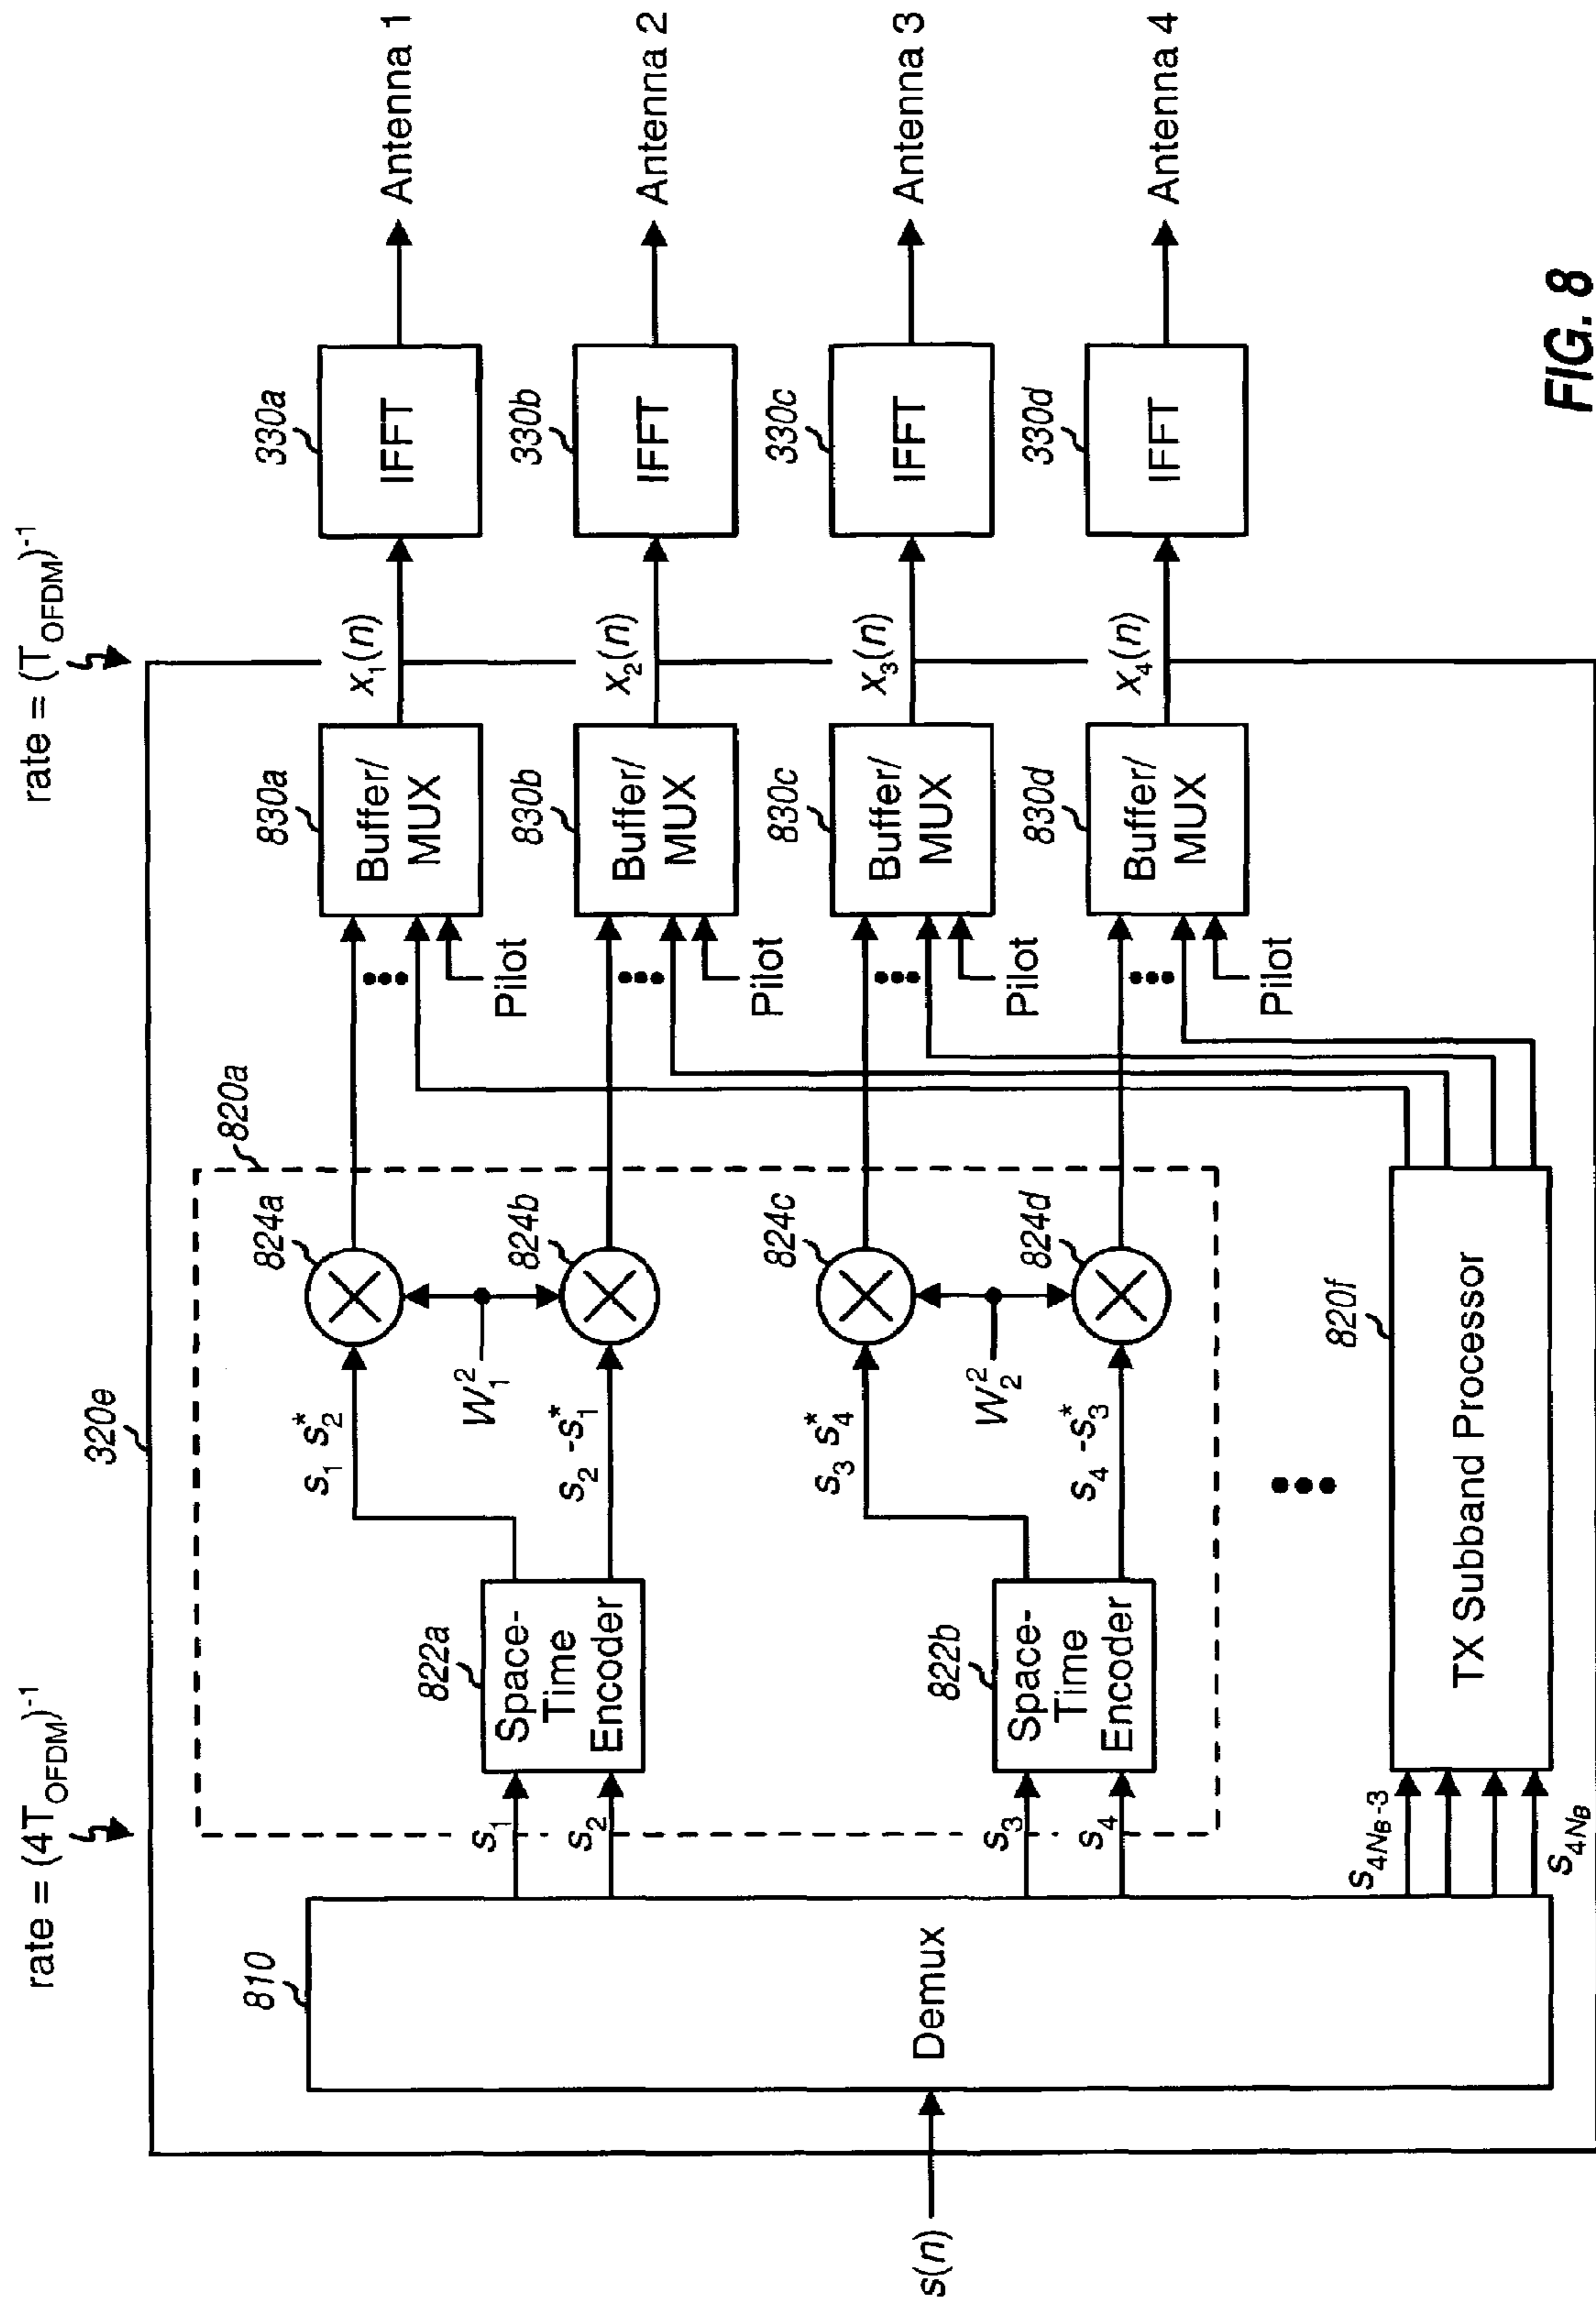 rate = (4T_OFDM)^-1
rate = (T_OFDM)^-1
320e
810
820a
s(n)
Demux
s_1
s_2
822a
Space-
Time
Encoder
s_1 s_2^*
s_2 -s_1^*
824a
W_1^2
824b
830a
Buffer/
MUX
Pilot
x_1(n)
330a
IFFT
Antenna 1
830b
Buffer/
MUX
Pilot
x_2(n)
330b
IFFT
Antenna 2
s_3
s_4
822b
Space-
Time
Encoder
s_3 s_4^*
s_4 -s_3^*
824c
W_2^2
824d
830c
Buffer/
MUX
Pilot
x_3(n)
330c
IFFT
Antenna 3
830d
Buffer/
MUX
Pilot
x_4(n)
330d
IFFT
Antenna 4
s_4N_B-3
s_4N_B
820f
TX Subband Processor
FIG. 8